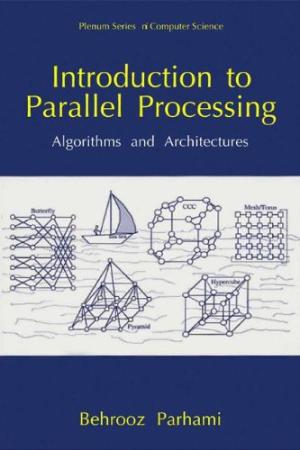 Plenum Series in Computer Science
Introduction to
Parallel Processing
Algorithms and Architectures
Butterfly
CCC
Mesh/Torus
Hypercube
Pyramid
Behrooz Parhami